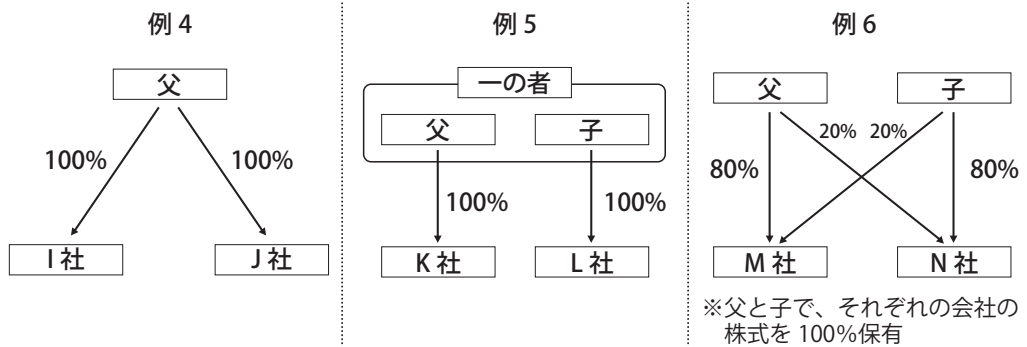 例 4
父
100%
100%
I 社
J 社
例 5
一の者
父
子
100%
100%
K 社
L 社
例 6
父
子
20%
20%
80%
80%
M 社
N 社
※父と子で、それぞれの会社の
株式を 100%保有